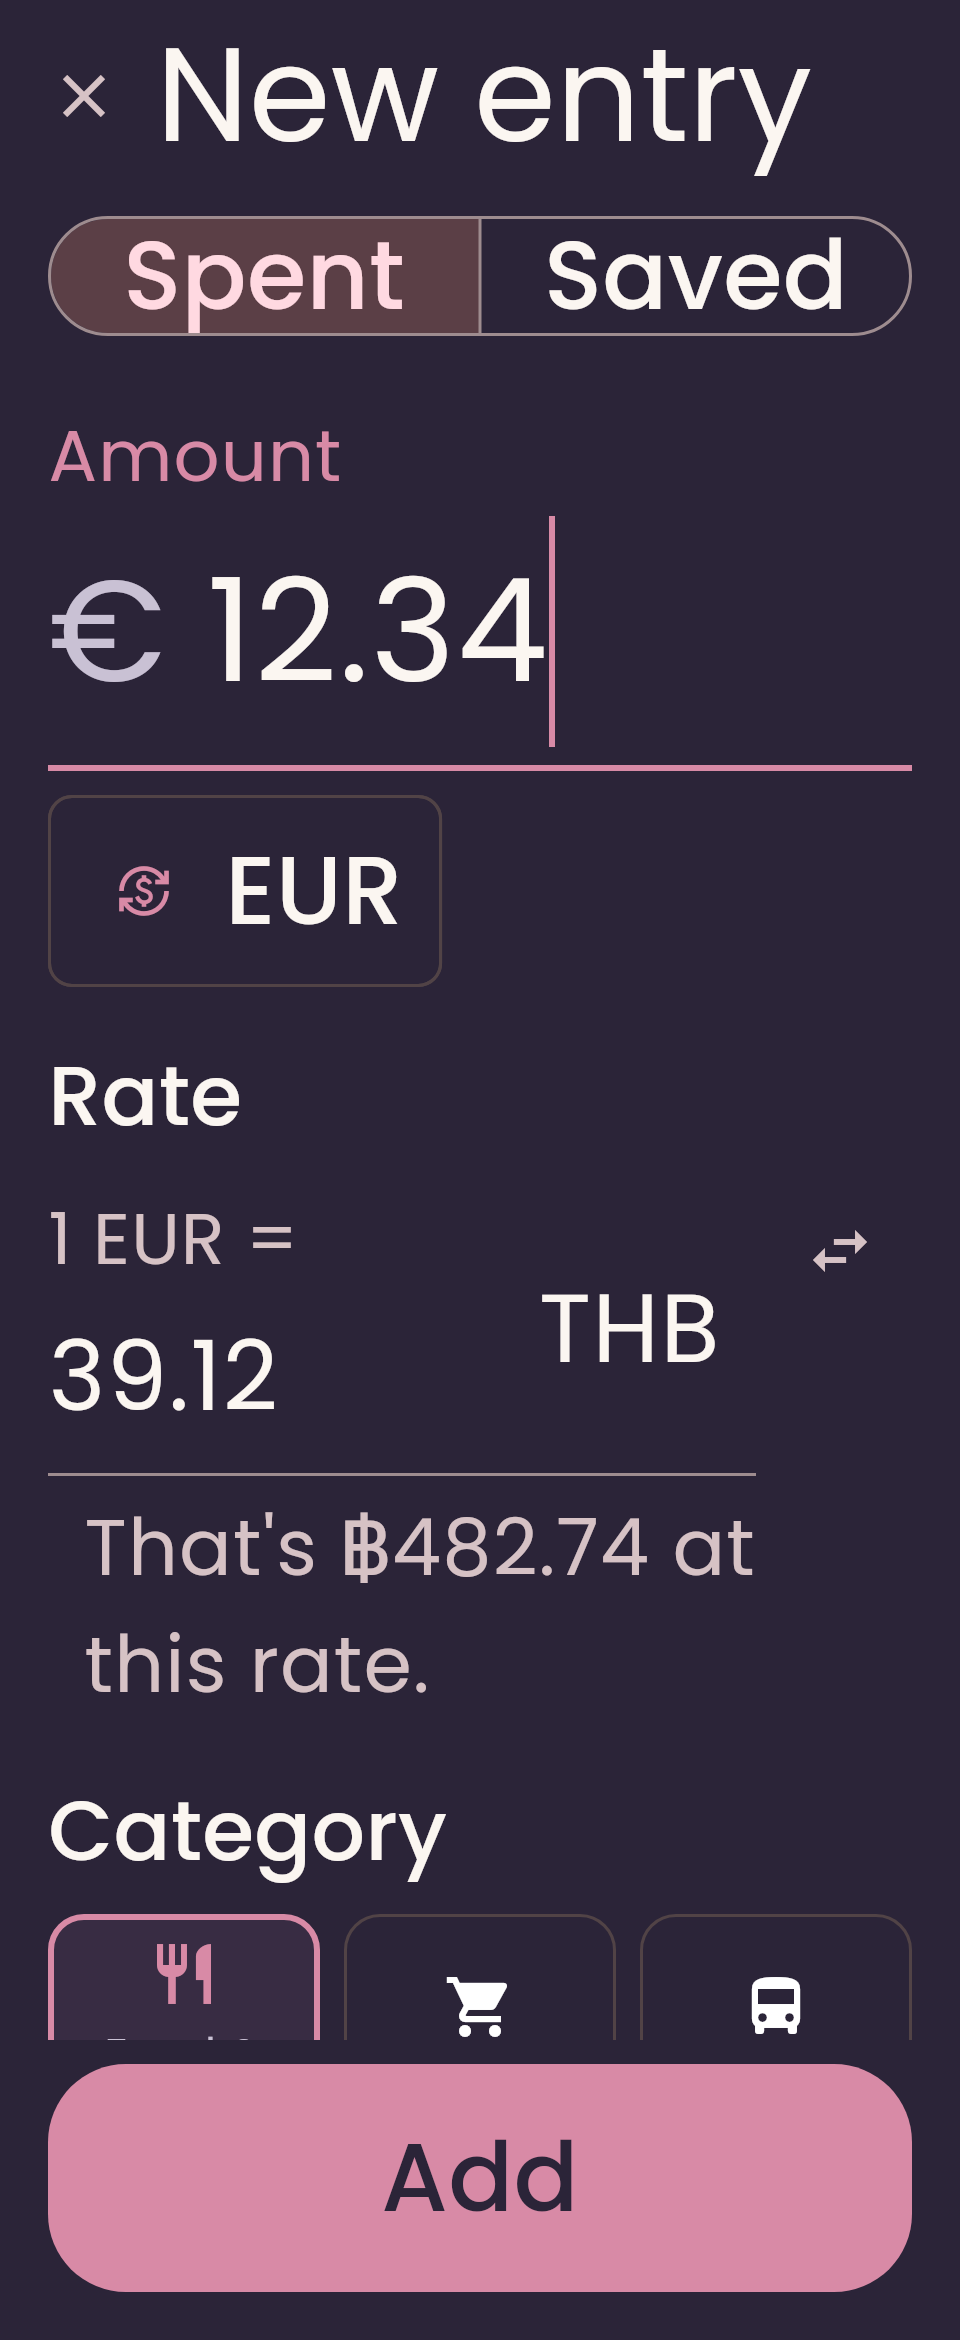 New entry
Spent
Saved
Amount
€ 12.34
EUR
Rate
1 EUR =
39.12
THB
That's ฿482.74 at
this rate.
Category
Add